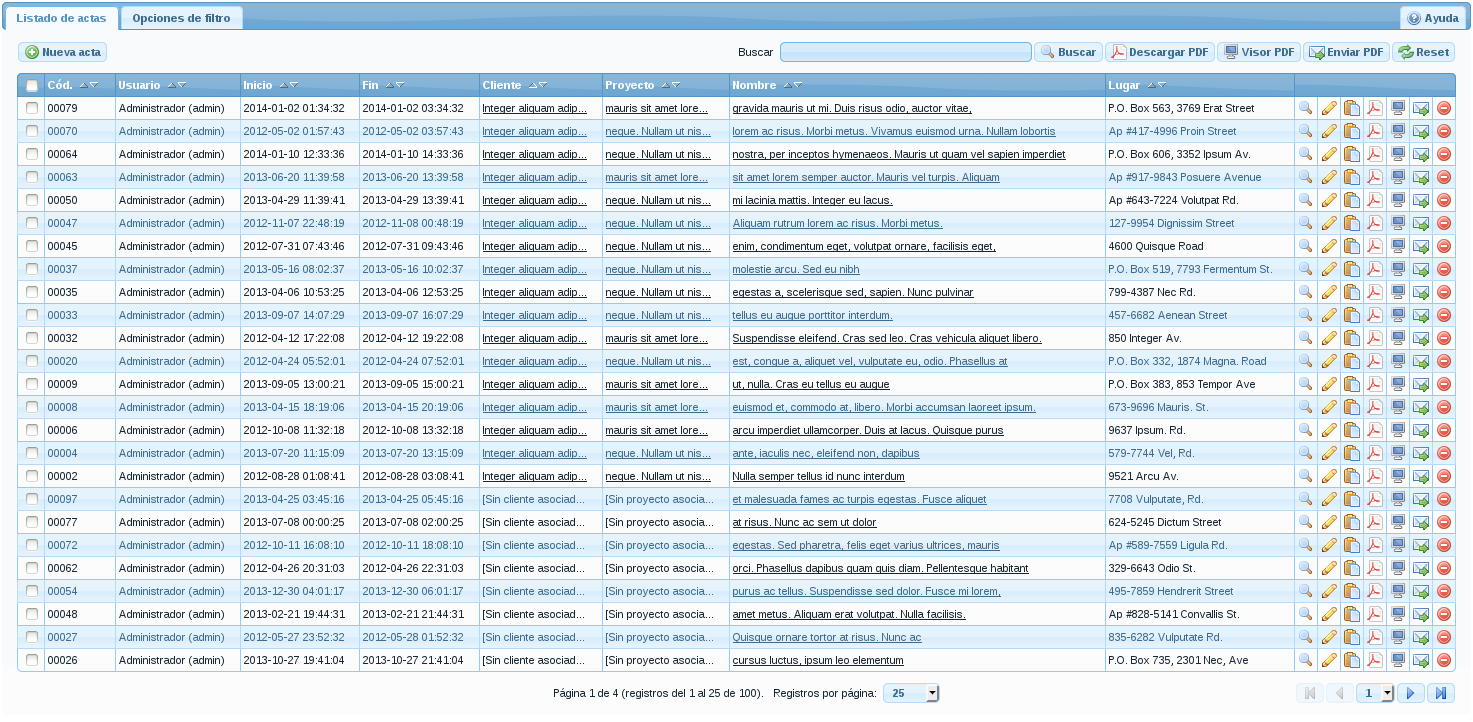 Listado de actas Opciones de filtro Ayuda
Nueva acta Buscar Buscar Descargar PDF Visor PDF Enviar PDF Reset
Cód. Usuario Inicio Fin Cliente Proyecto Nombre Lugar
00079 Administrador (admin) 2014-01-02 01:34:32 2014-01-02 03:34:32 Integer aliquam adip... mauris sit amet lore... gravida mauris ut mi. Duis risus odio, auctor vitae, P.O. Box 563, 3769 Erat Street
00070 Administrador (admin) 2012-05-02 01:57:43 2012-05-02 03:57:43 Integer aliquam adip... neque. Nullam ut nis... lorem ac risus. Morbi metus. Vivamus euismod urna. Nullam lobortis Ap #417-4996 Proin Street
00064 Administrador (admin) 2014-01-10 12:33:36 2014-01-10 14:33:36 Integer aliquam adip... neque. Nullam ut nis... nostra, per inceptos hymenaeos. Mauris ut quam vel sapien imperdiet P.O. Box 606, 3352 Ipsum Av.
00063 Administrador (admin) 2013-06-20 11:39:58 2013-06-20 13:39:58 Integer aliquam adip... mauris sit amet lore... sit amet lorem semper auctor. Mauris vel turpis. Aliquam Ap #917-9843 Posuere Avenue
00050 Administrador (admin) 2013-04-29 11:39:41 2013-04-29 13:39:41 Integer aliquam adip... neque. Nullam ut nis... mi lacinia mattis. Integer eu lacus. Ap #643-7224 Volutpat Rd.
00047 Administrador (admin) 2012-11-07 22:48:19 2012-11-08 00:48:19 Integer aliquam adip... neque. Nullam ut nis... Aliquam rutrum lorem ac risus. Morbi metus. 127-9954 Dignissim Street
00045 Administrador (admin) 2012-07-31 07:43:46 2012-07-31 09:43:46 Integer aliquam adip... neque. Nullam ut nis... enim, condimentum eget, volutpat ornare, facilisis eget, 4600 Quisque Road
00037 Administrador (admin) 2013-05-16 08:02:37 2013-05-16 10:02:37 Integer aliquam adip... neque. Nullam ut nis... molestie arcu. Sed eu nibh P.O. Box 519, 7793 Fermentum St.
00035 Administrador (admin) 2013-04-06 10:53:25 2013-04-06 12:53:25 Integer aliquam adip... neque. Nullam ut nis... egestas a, scelerisque sed, sapien. Nunc pulvinar 799-4387 Nec Rd.
00033 Administrador (admin) 2013-09-07 14:07:29 2013-09-07 16:07:29 Integer aliquam adip... neque. Nullam ut nis... tellus eu augue porttitor interdum. 457-6682 Aenean Street
00032 Administrador (admin) 2012-04-12 17:22:08 2012-04-12 19:22:08 Integer aliquam adip... mauris sit amet lore... Suspendisse eleifend. Cras sed leo. Cras vehicula aliquet libero. 850 Integer Av.
00020 Administrador (admin) 2012-04-24 05:52:01 2012-04-24 07:52:01 Integer aliquam adip... neque. Nullam ut nis... est, congue a, aliquet vel, vulputate eu, odio. Phasellus at P.O. Box 332, 1874 Magna. Road
00009 Administrador (admin) 2013-09-05 13:00:21 2013-09-05 15:00:21 Integer aliquam adip... mauris sit amet lore... ut, nulla. Cras eu tellus eu augue P.O. Box 383, 853 Tempor Ave
00008 Administrador (admin) 2013-04-15 18:19:06 2013-04-15 20:19:06 Integer aliquam adip... mauris sit amet lore... euismod et, commodo at, libero. Morbi accumsan laoreet ipsum. 673-9696 Mauris. St.
00006 Administrador (admin) 2012-10-08 11:32:18 2012-10-08 13:32:18 Integer aliquam adip... mauris sit amet lore... arcu imperdiet ullamcorper. Duis at lacus. Quisque purus 9637 Ipsum. Rd.
00004 Administrador (admin) 2013-07-20 11:15:09 2013-07-20 13:15:09 Integer aliquam adip... neque. Nullam ut nis... ante, iaculis nec, eleifend non, dapibus 579-7744 Vel, Rd.
00002 Administrador (admin) 2012-08-28 01:08:41 2012-08-28 03:08:41 Integer aliquam adip... neque. Nullam ut nis... Nulla semper tellus id nunc interdum 9521 Arcu Av.
00097 Administrador (admin) 2013-04-25 03:45:16 2013-04-25 05:45:16 [Sin cliente asociad... [Sin proyecto asocia... et malesuada fames ac turpis egestas. Fusce aliquet 7708 Vulputate, Rd.
00077 Administrador (admin) 2013-07-08 00:00:25 2013-07-08 02:00:25 [Sin cliente asociad... [Sin proyecto asocia... at risus. Nunc ac sem ut dolor 624-5245 Dictum Street
00072 Administrador (admin) 2012-10-11 16:08:10 2012-10-11 18:08:10 [Sin cliente asociad... [Sin proyecto asocia... egestas. Sed pharetra, felis eget varius ultrices, mauris Ap #589-7559 Ligula Rd.
00062 Administrador (admin) 2012-04-26 20:31:03 2012-04-26 22:31:03 [Sin cliente asociad... [Sin proyecto asocia... orci. Phasellus dapibus quam quis diam. Pellentesque habitant 329-6643 Odio St.
00054 Administrador (admin) 2013-12-30 04:01:17 2013-12-30 06:01:17 [Sin cliente asociad... [Sin proyecto asocia... purus ac tellus. Suspendisse sed dolor. Fusce mi lorem, 495-7859 Hendrerit Street
00048 Administrador (admin) 2013-02-21 19:44:31 2013-02-21 21:44:31 [Sin cliente asociad... [Sin proyecto asocia... amet metus. Aliquam erat volutpat. Nulla facilisis. Ap #828-5141 Convallis St.
00027 Administrador (admin) 2012-05-27 23:52:32 2012-05-28 01:52:32 [Sin cliente asociad... [Sin proyecto asocia... Quisque ornare tortor at risus. Nunc ac 835-6282 Vulputate Rd.
00026 Administrador (admin) 2013-10-27 19:41:04 2013-10-27 21:41:04 [Sin cliente asociad... [Sin proyecto asocia... cursus luctus, ipsum leo elementum P.O. Box 735, 2301 Nec, Ave
Página 1 de 4 (registros del 1 al 25 de 100). Registros por página: 25 1